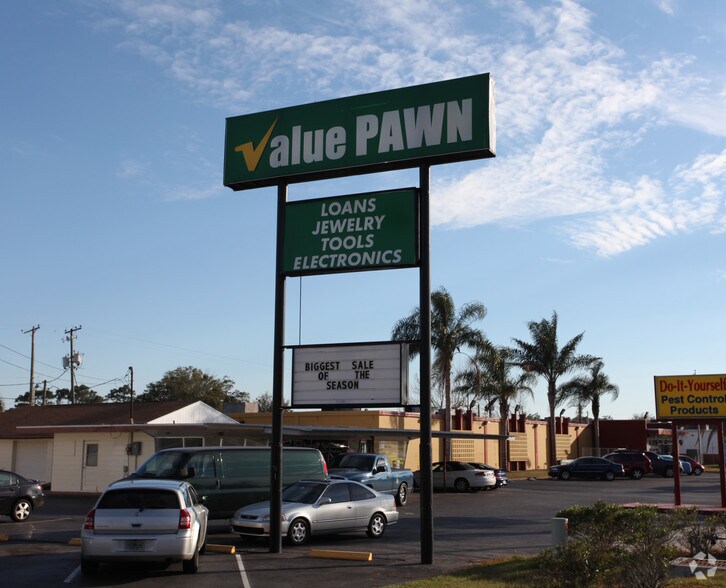 Value PAWN
LOANS
JEWELRY
TOOLS
ELECTRONICS
BIGGEST SALE
OF THE
SEASON
Do-It-Yourself
Pest Control
Products